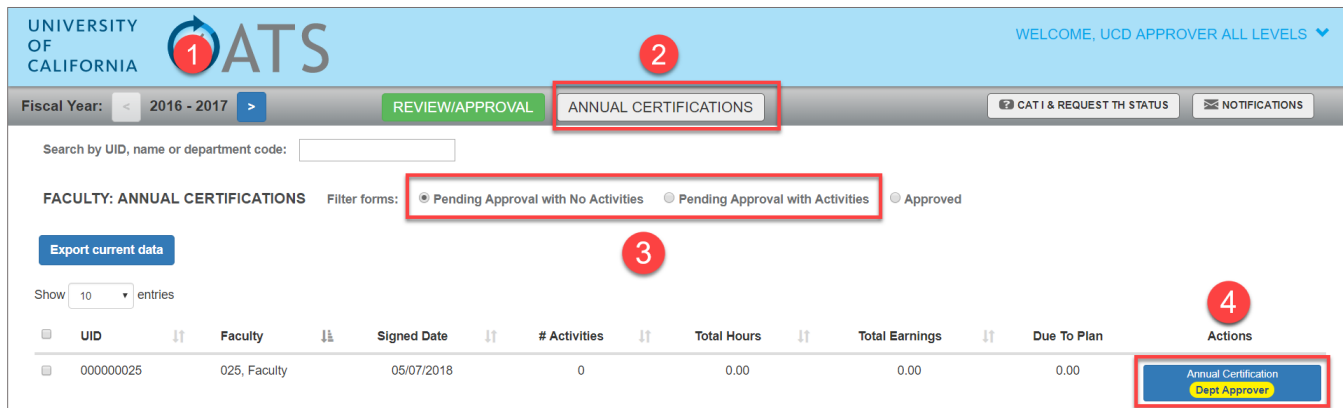 UNIVERSITY
OF
CALIFORNIA
1
OATS
2
WELCOME, UCD APPROVER ALL LEVELS
Fiscal Year: < 2016 - 2017 > REVIEW/APPROVAL ANNUAL CERTIFICATIONS ? CAT I & REQUEST TH STATUS NOTIFICATIONS
Search by UID, name or department code:
FACULTY: ANNUAL CERTIFICATIONS Filter forms: Pending Approval with No Activities Pending Approval with Activities Approved
Export current data
3
Show 10 entries
4
UID Faculty Signed Date # Activities Total Hours Total Earnings Due To Plan Actions
000000025 025, Faculty 05/07/2018 0 0.00 0.00 0.00 Annual Certification
Dept Approver